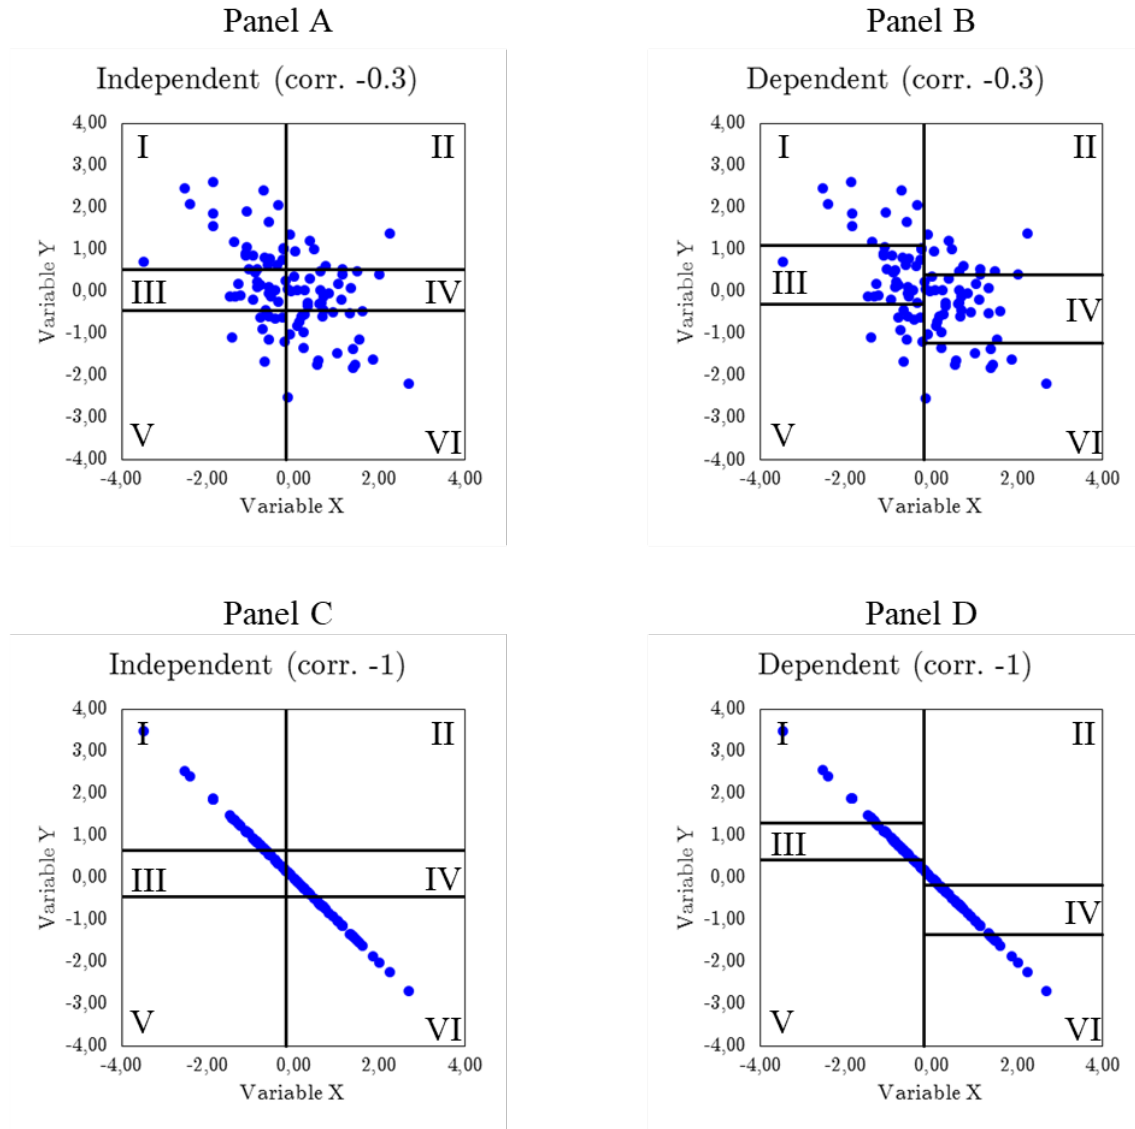 Panel A
Independent (corr. -0.3)
4,00
3,00
2,00
1,00
0,00
-1,00
-2,00
-3,00
-4,00
Variable Y
I
II
III
IV
V
VI
-4,00 -2,00 0,00 2,00 4,00
Variable X
Panel B
Dependent (corr. -0.3)
4,00
3,00
2,00
1,00
0,00
-1,00
-2,00
-3,00
-4,00
Variable Y
I
II
III
IV
V
VI
-4,00 -2,00 0,00 2,00 4,00
Variable X
Panel C
Independent (corr. -1)
4,00
3,00
2,00
1,00
0,00
-1,00
-2,00
-3,00
-4,00
Variable Y
I
II
III
IV
V
VI
-4,00 -2,00 0,00 2,00 4,00
Variable X
Panel D
Dependent (corr. -1)
4,00
3,00
2,00
1,00
0,00
-1,00
-2,00
-3,00
-4,00
Variable Y
I
II
III
IV
V
VI
-4,00 -2,00 0,00 2,00 4,00
Variable X